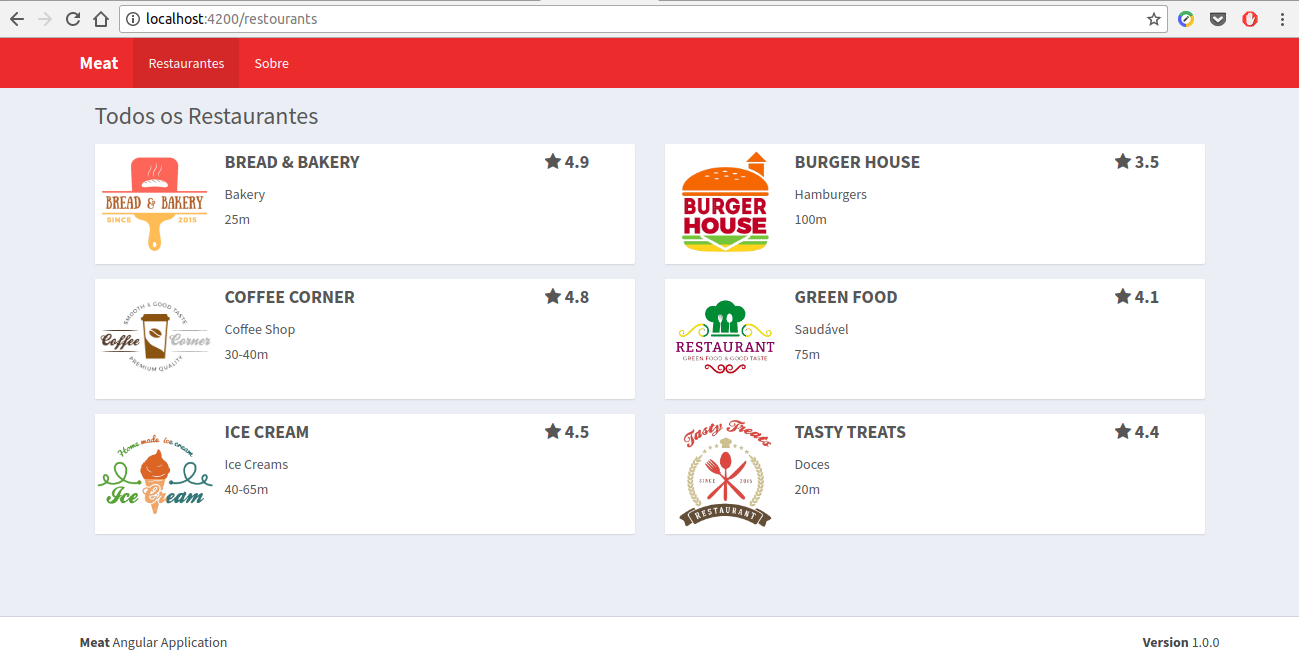 localhost:4200/restourants
Meat Restaurantes Sobre
Todos os Restaurantes
BREAD & BAKERY
SINCE 2015
BREAD & BAKERY 4.9
Bakery
25m
BURGER
HOUSE
BURGER HOUSE 3.5
Hamburgers
100m
SMOOTH & GOOD TASTE
Coffee Corner
PREMIUM QUALITY
COFFEE CORNER 4.8
Coffee Shop
30-40m
RESTAURANT
GREEN FOOD & GOOD TASTE
GREEN FOOD 4.1
Saudável
75m
Home made ice cream
Ice Cream
ICE CREAM 4.5
Ice Creams
40-65m
Tasty Treats
SINCE 2015
RESTAURANT
TASTY TREATS 4.4
Doces
20m
Meat Angular Application
Version 1.0.0